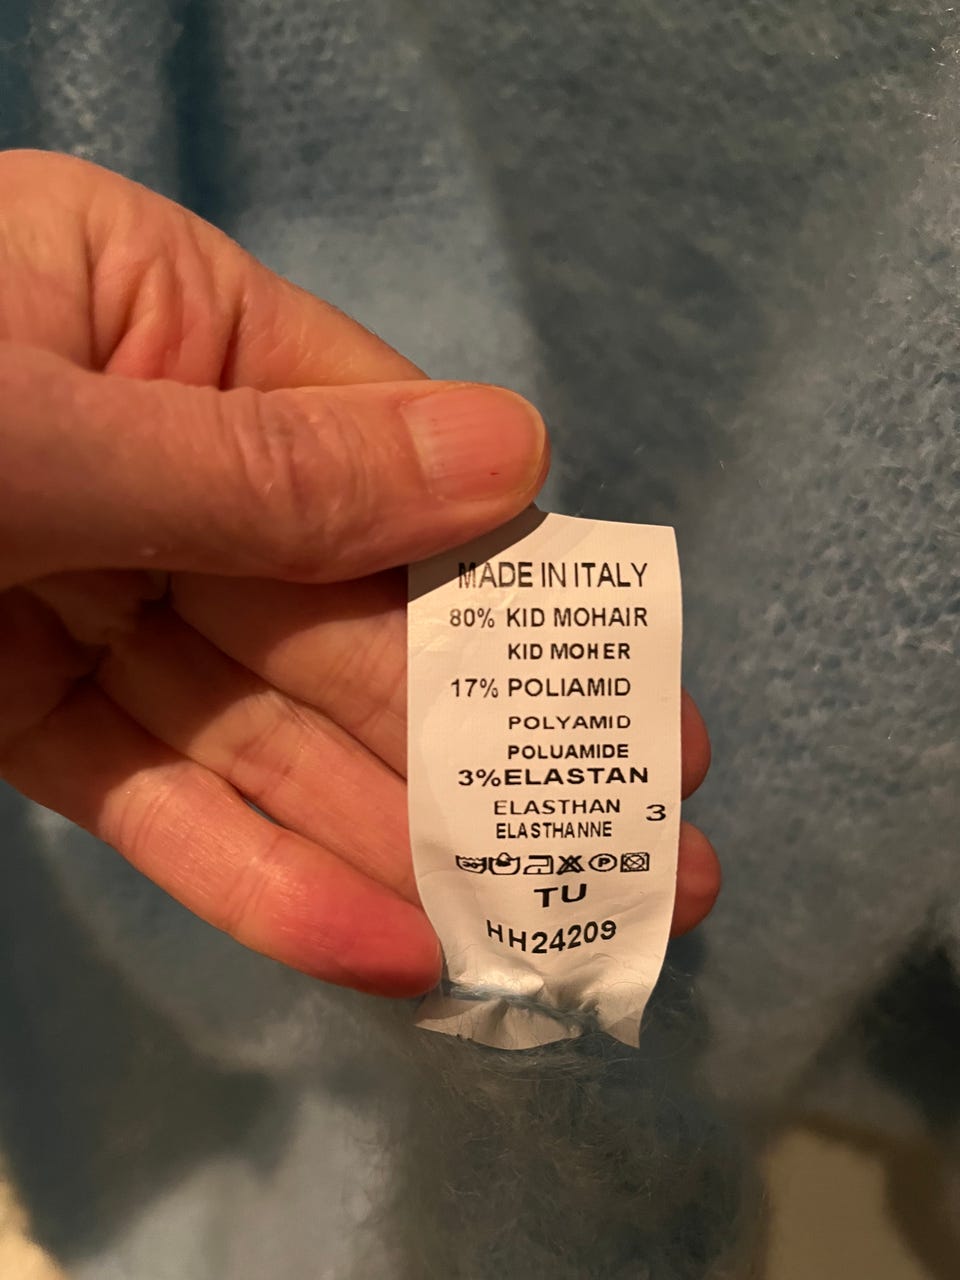 MADE IN ITALY
80% KID MOHAIR
KID MOHER
17% POLIAMID
POLYAMID
POLUAMIDE
3%ELASTAN
ELASTHAN 3
ELASTHANNE
30 P
TU
HH24209